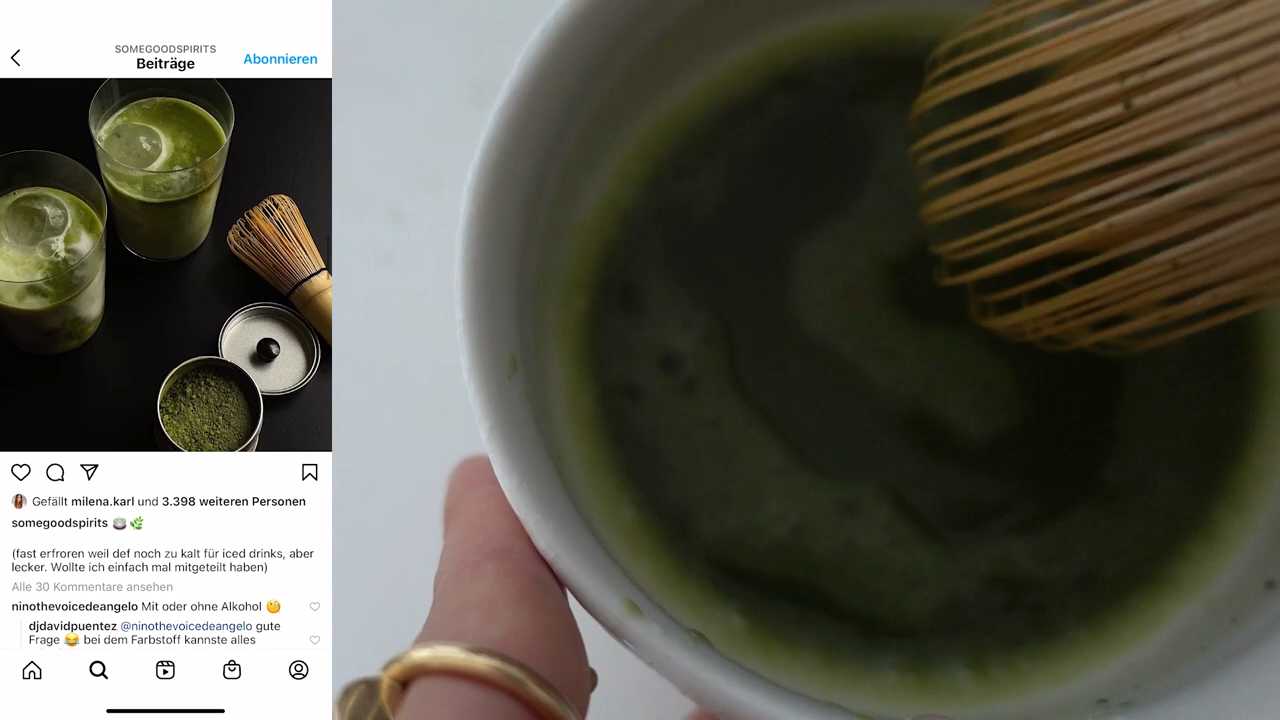 SOMEGOODSPIRITS
Beiträge
Abonnieren
Gefällt milena.karl und 3.398 weiteren Personen
somegoodspirits 🍵🌿
(fast erfroren weil def noch zu kalt für iced drinks, aber
lecker. Wollte ich einfach mal mitgeteilt haben)
Alle 30 Kommentare ansehen
ninothevoicedeangelo Mit oder ohne Alkohol 🧐
djdavidpuentez @ninothevoicedeangelo gute
Frage 😂 bei dem Farbstoff kannste alles